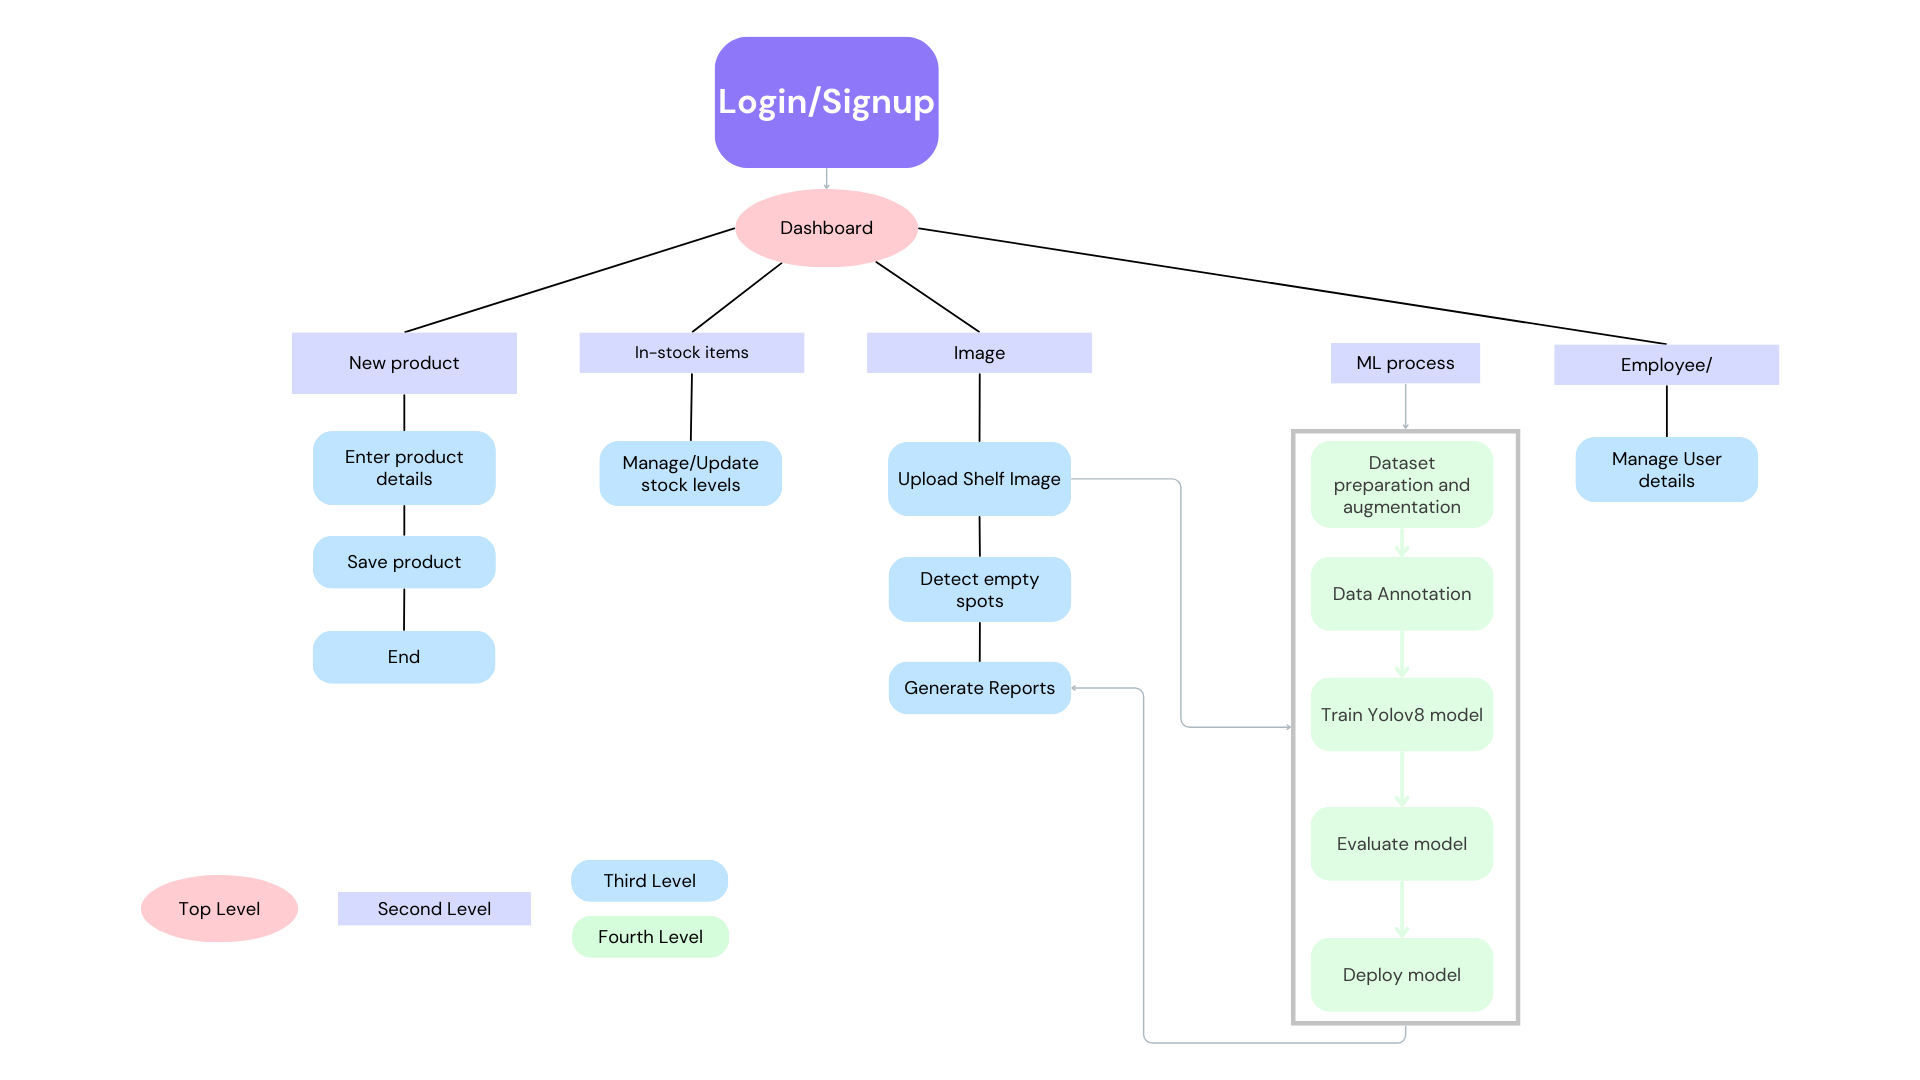 Login/Signup
Dashboard
New product
In-stock items
Image
ML process
Employee/
Enter product
details
Save product
End
Manage/Update
stock levels
Upload Shelf Image
Detect empty
spots
Generate Reports
Dataset
preparation and
augmentation
Data Annotation
Train Yolov8 model
Evaluate model
Deploy model
Manage User
details
Top Level
Second Level
Third Level
Fourth Level